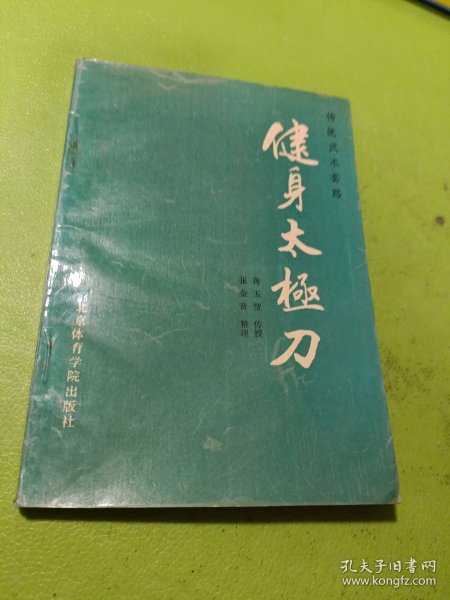 传统武术套路
健身太極刀
蒋玉堃 传授
张金贵 整理
北京体育学院出版社
孔夫子旧书网
www.kongfz.com